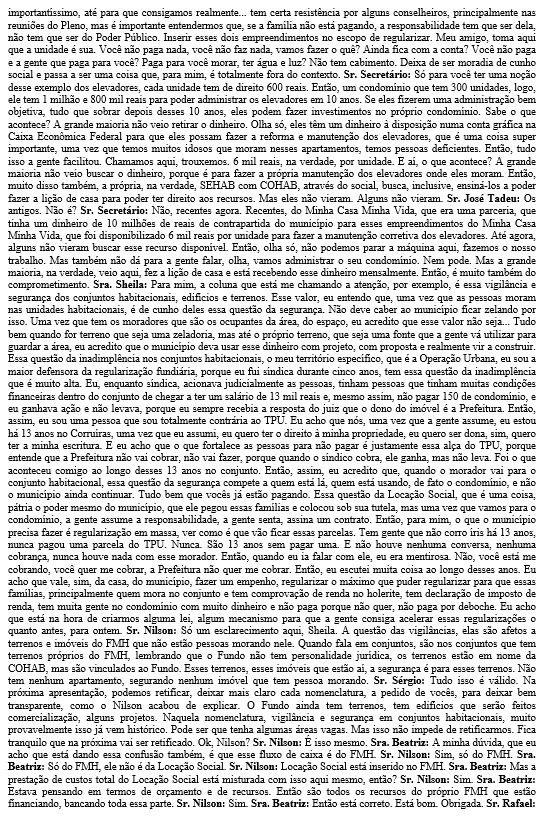 importantíssimo, até para que consigamos realmente... tem certa resistência por alguns conselheiros, principalmente nas
reuniões do Pleno, mas é importante entendermos que, se a família não está pagando, a responsabilidade tem que ser dela,
não tem que ser do Poder Público. Inserir esses dois empreendimentos no escopo de regularizar. Meu amigo, toma aqui
que a unidade é sua. Você não paga nada, você não faz nada, vamos fazer o quê? Ainda fica com a conta? Você não paga
e a gente que paga para você? Paga para você morar, ter água e luz? Não tem cabimento. Deixa de ser moradia de cunho
social e passa a ser uma coisa que, para mim, é totalmente fora do contexto. Sr. Secretário: Só para você ter uma noção
desse exemplo dos elevadores, cada unidade tem de direito 600 reais. Então, um condomínio que tem 300 unidades, logo,
ele tem 1 milhão e 800 mil reais para poder administrar os elevadores em 10 anos. Se eles fizerem uma administração bem
objetiva, tudo que sobrar depois desses 10 anos, eles podem fazer investimentos no próprio condomínio. Sabe o que
acontece? A grande maioria não veio retirar o dinheiro. Olha só, eles têm um dinheiro à disposição numa conta gráfica na
Caixa Econômica Federal para que eles possam fazer a reforma e manutenção dos elevadores, que é uma coisa super
importante, uma vez que temos muitos idosos que moram nesses apartamentos, temos pessoas deficientes. Então, tudo
isso a gente facilitou. Chamamos aqui, trouxemos. 6 mil reais, na verdade, por unidade. E aí, o que acontece? A grande
maioria não veio buscar o dinheiro, porque é para fazer a própria manutenção dos elevadores onde eles moram. Então,
muito disso também, a própria, na verdade, SEHAB com COHAB, através do social, busca, inclusive, ensiná-los a poder
fazer a lição de casa para poder ter direito aos recursos. Mas eles não vieram. Alguns não vieram. Sr. José Tadeu: Os
antigos. Não é? Sr. Secretário: Não, recentes agora. Recentes, do Minha Casa Minha Vida, que era uma parceria, que
tinha um dinheiro de 10 milhões de reais de contrapartida do município para esses empreendimentos do Minha Casa
Minha Vida, que foi disponibilizado 6 mil reais por unidade para fazer a manutenção corretiva dos elevadores. Até agora,
alguns não vieram buscar esse recurso disponível. Então, olha só, não podemos parar a máquina aqui, fazemos o nosso
trabalho. Mas também não dá para a gente falar, olha, vamos administrar o seu condomínio. Nem pode. Mas a grande
maioria, na verdade, veio aqui, fez a lição de casa e está recebendo esse dinheiro mensalmente. Então, é muito também do
comprometimento. Sra. Sheila: Para mim, a coluna que está me chamando a atenção, por exemplo, é essa vigilância e
segurança dos conjuntos habitacionais, edifícios e terrenos. Esse valor, eu entendo que, uma vez que as pessoas moram
nas unidades habitacionais, é de cunho deles essa questão da segurança. Não deve caber ao município ficar zelando por
isso. Uma vez que tem os moradores que são os ocupantes da área, do espaço, eu acredito que esse valor não seja... Tudo
bem quando for terreno que seja uma zeladoria, mas até o próprio terreno, que seja uma fonte que a gente vá utilizar para
guardar a área, eu acredito que o município deva usar esse dinheiro com projeto, com proposta e realmente vir a construir.
Essa questão da inadimplência nos conjuntos habitacionais, o meu território específico, que é a Operação Urbana, eu sou a
maior defensora da regularização fundiária, porque eu fui síndica durante cinco anos, tem essa questão da inadimplência
que é muito alta. Eu, enquanto síndica, acionava judicialmente as pessoas, tinham pessoas que tinham muitas condições
financeiras dentro do conjunto de chegar a ter um salário de 13 mil reais e, mesmo assim, não pagar 150 de condomínio, e
eu ganhava ação e não levava, porque eu sempre recebia a resposta do juiz que o dono do imóvel é a Prefeitura. Então,
assim, eu sou uma pessoa que sou totalmente contrária ao TPU. Eu acho que nós, uma vez que a gente assume, eu estou
há 13 anos no Corruiras, uma vez que eu assumi, eu quero ter o direito à minha propriedade, eu quero ser dona, sim, quero
ter a minha escritura. E eu acho que o que fortalece as pessoas para não pagar é justamente essa alça do TPU, porque
entende que a Prefeitura não vai cobrar, não vai fazer, porque quando o síndico cobra, ele ganha, mas não leva. Foi o que
aconteceu comigo ao longo desses 13 anos no conjunto. Então, assim, eu acredito que, quando o morador vai para o
conjunto habitacional, essa questão da segurança compete a quem está lá, quem está usando, de fato o condomínio, e não
o município ainda continuar. Tudo bem que vocês já estão pagando. Essa questão da Locação Social, que é uma coisa,
pátria o poder mesmo do município, que ele pegou essas famílias e colocou sob sua tutela, mas uma vez que vamos para o
condomínio, a gente assume a responsabilidade, a gente senta, assina um contrato. Então, para mim, o que o município
precisa fazer é regularização em massa, ver como é que vão ficar essas parcelas. Tem gente que não corro iris há 13 anos,
nunca pagou uma parcela do TPU. Nunca. São 13 anos sem pagar uma. E não houve nenhuma conversa, nenhuma
cobrança, nunca houve nada com esse morador. Então, quando eu ia falar com ele, eu era mentirosa. Não, você está me
cobrando, você quer me cobrar, a Prefeitura não quer me cobrar. Então, eu escutei muita coisa ao longo desses anos. Eu
acho que vale, sim, da casa, do município, fazer um empenho, regularizar o máximo que puder regularizar para essas
famílias, principalmente quem mora no conjunto e tem comprovação de renda no holerite, tem declaração de imposto de
renda, tem muita gente no condomínio com muito dinheiro e não paga porque não quer, não paga por deboche. Eu acho
que está na hora de criarmos alguma lei, algum mecanismo para que a gente consiga acelerar essas regularizações o
quanto antes, para ontem. Sr. Nilson: Só um esclarecimento aqui, Sheila. A questão das vigilâncias, elas são afetos a
terrenos e imóveis do FMH que não estão pessoas morando nele. Quando fala em conjuntos, são nos conjuntos que tem
terrenos próprios do FMH, lembrando que o Fundo não tem personalidade jurídica, os terrenos estão em nome da
COHAB, mas são vinculados ao Fundo. Esses terrenos, esses imóveis que estão aí, a segurança é para esses terrenos. Não
tem nenhum apartamento, segurando nenhum imóvel que tem pessoa morando. Sr. Sérgio: Tudo isso é válido. Na
próxima apresentação, podemos retificar, deixar mais claro cada nomenclatura, a pedido de vocês, para deixar bem
transparente, como o Nilson acabou de explicar. O Fundo ainda tem terrenos, tem edifícios que serão feitos
comercialização, alguns projetos. Naquela nomenclatura, vigilância e segurança em conjuntos habitacionais, muito
provavelmente isso já vem histórico. Pode ser que tenha algumas áreas vagas. Mas isso não impede de retificarmos. Fica
tranquilo que na próxima vai ser retificado. Ok, Nilson? Sr. Nilson: É isso mesmo. Sra. Beatriz: A minha dúvida, que eu
acho que está dando essa confusão também, é que esse fluxo de caixa é do FMH. Sr. Nilson: Sim, só do FMH. Sra.
Beatriz: Só do FMH, ele não é da Locação Social. Sr. Nilson: Locação Social está inserido no FMH. Sra. Beatriz: Mas a
prestação de custos total do Locação Social está misturada com isso aqui mesmo, então? Sr. Nilson: Sim. Sra. Beatriz:
Estava pensando em termos de orçamento e de recursos. Então são todos os recursos do próprio FMH que estão
financiando, bancando toda essa parte. Sr. Nilson: Sim. Sra. Beatriz: Então está correto. Está bom. Obrigada. Sr. Rafael: